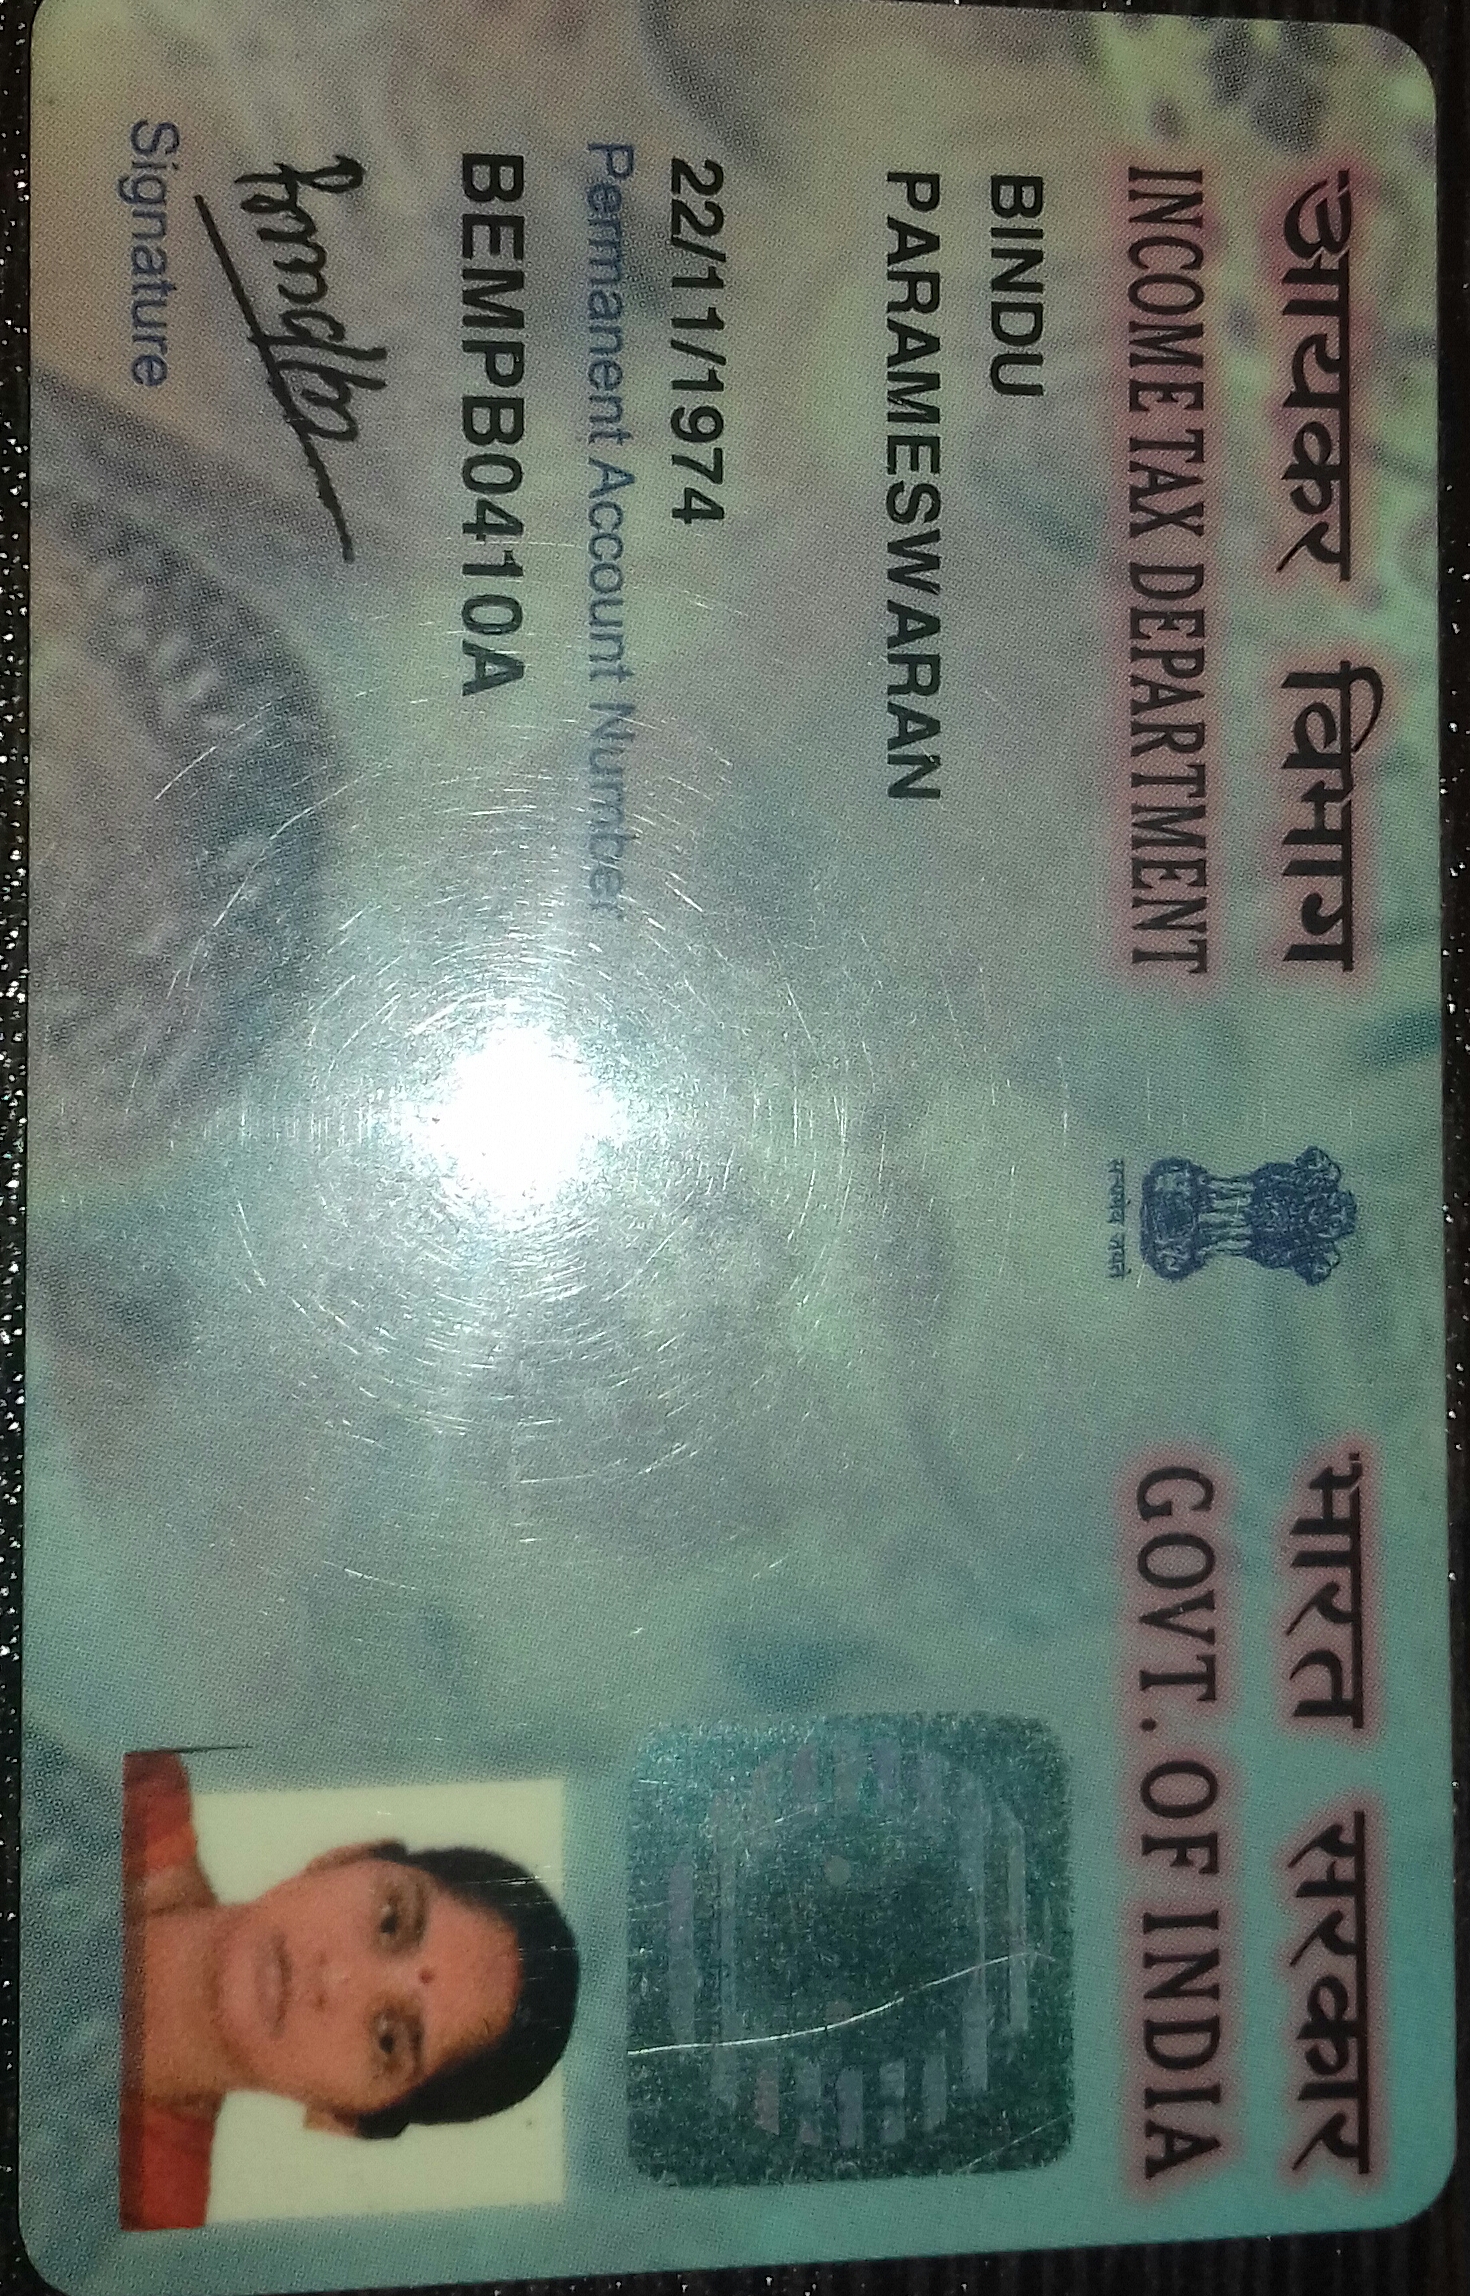 आयकर विभाग
INCOME TAX DEPARTMENT
भारत सरकार
GOVT. OF INDIA
सत्यमेव जयते
BINDU
PARAMESWARAN
22/11/1974
Permanent Account Number
BEMPB0410A
Signature